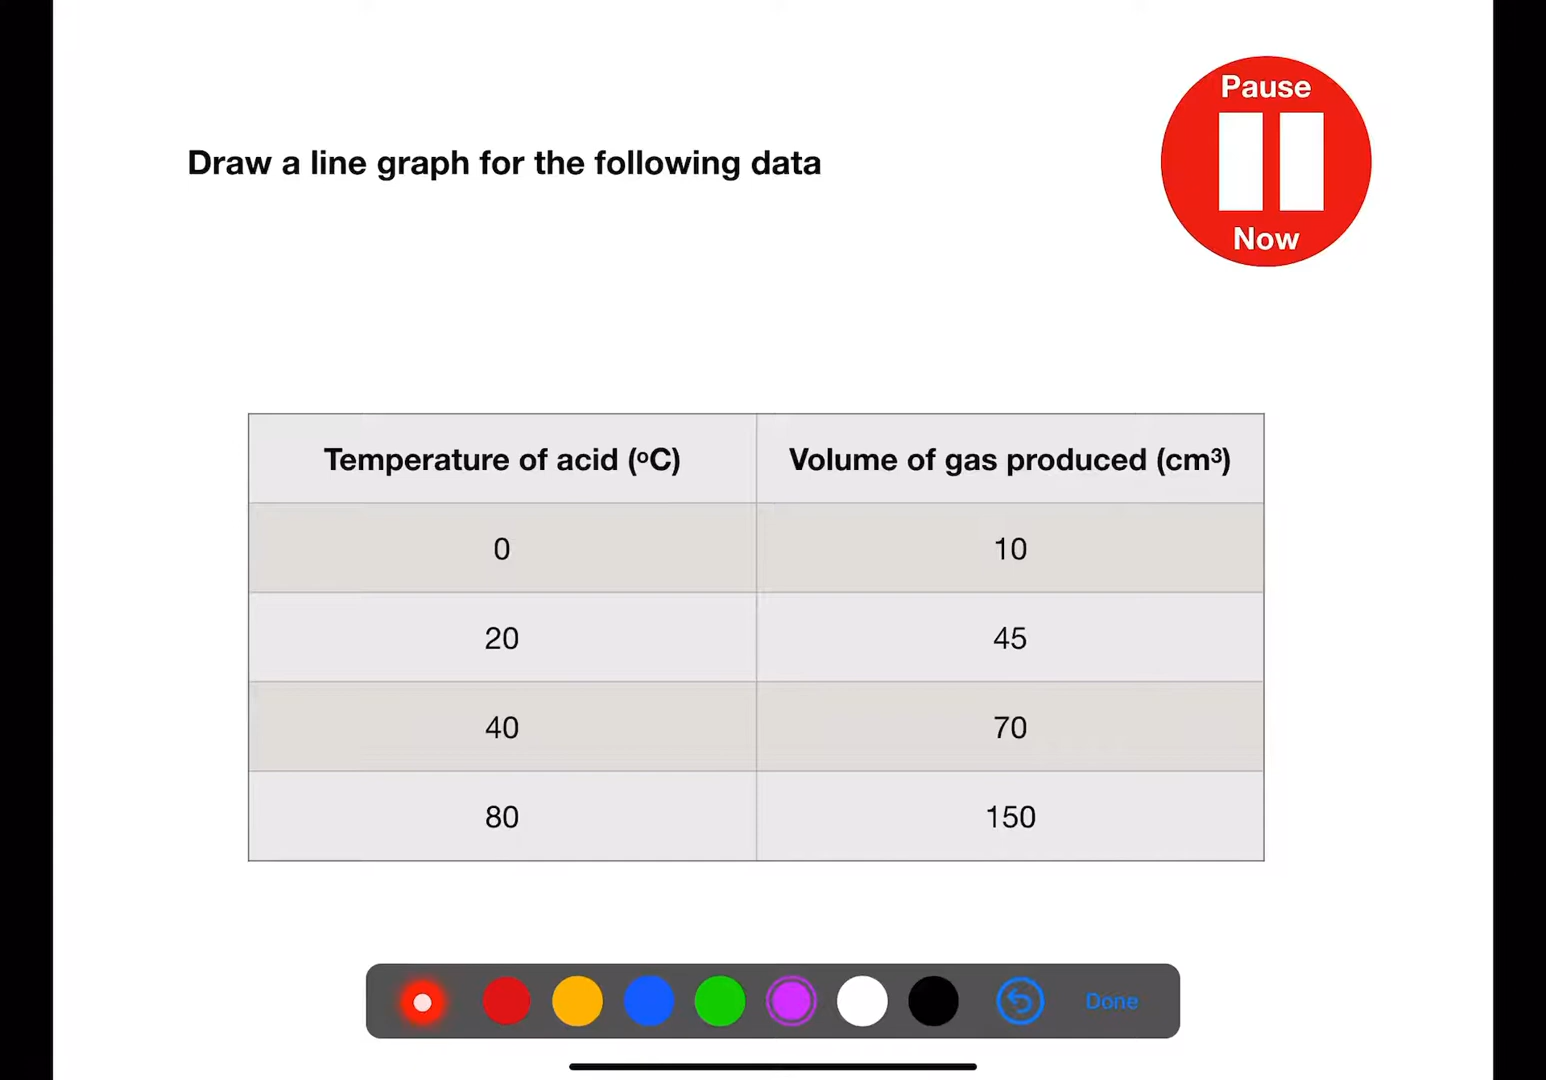 Pause
Now
Draw a line graph for the following data
Temperature of acid (ºC) Volume of gas produced (cm³)
0 10
20 45
40 70
80 150
Done